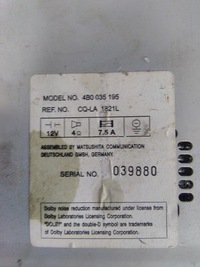 MODEL NO. 4B0 035 195
REF. NO. CQ-LA 1821L
12V 4Ω 7.5 A
ASSEMBLED BY MATSUSHITA COMMUNICATION
DEUTSCHLAND GMBH, GERMANY.
SERIAL NO. 039880
Dolby noise reduction manufactured under license from
Dolby Laboratories Licensing Corporation.
"DOLBY" and the double-D symbol are trademarks
of Dolby Laboratories Licensing Corporation.